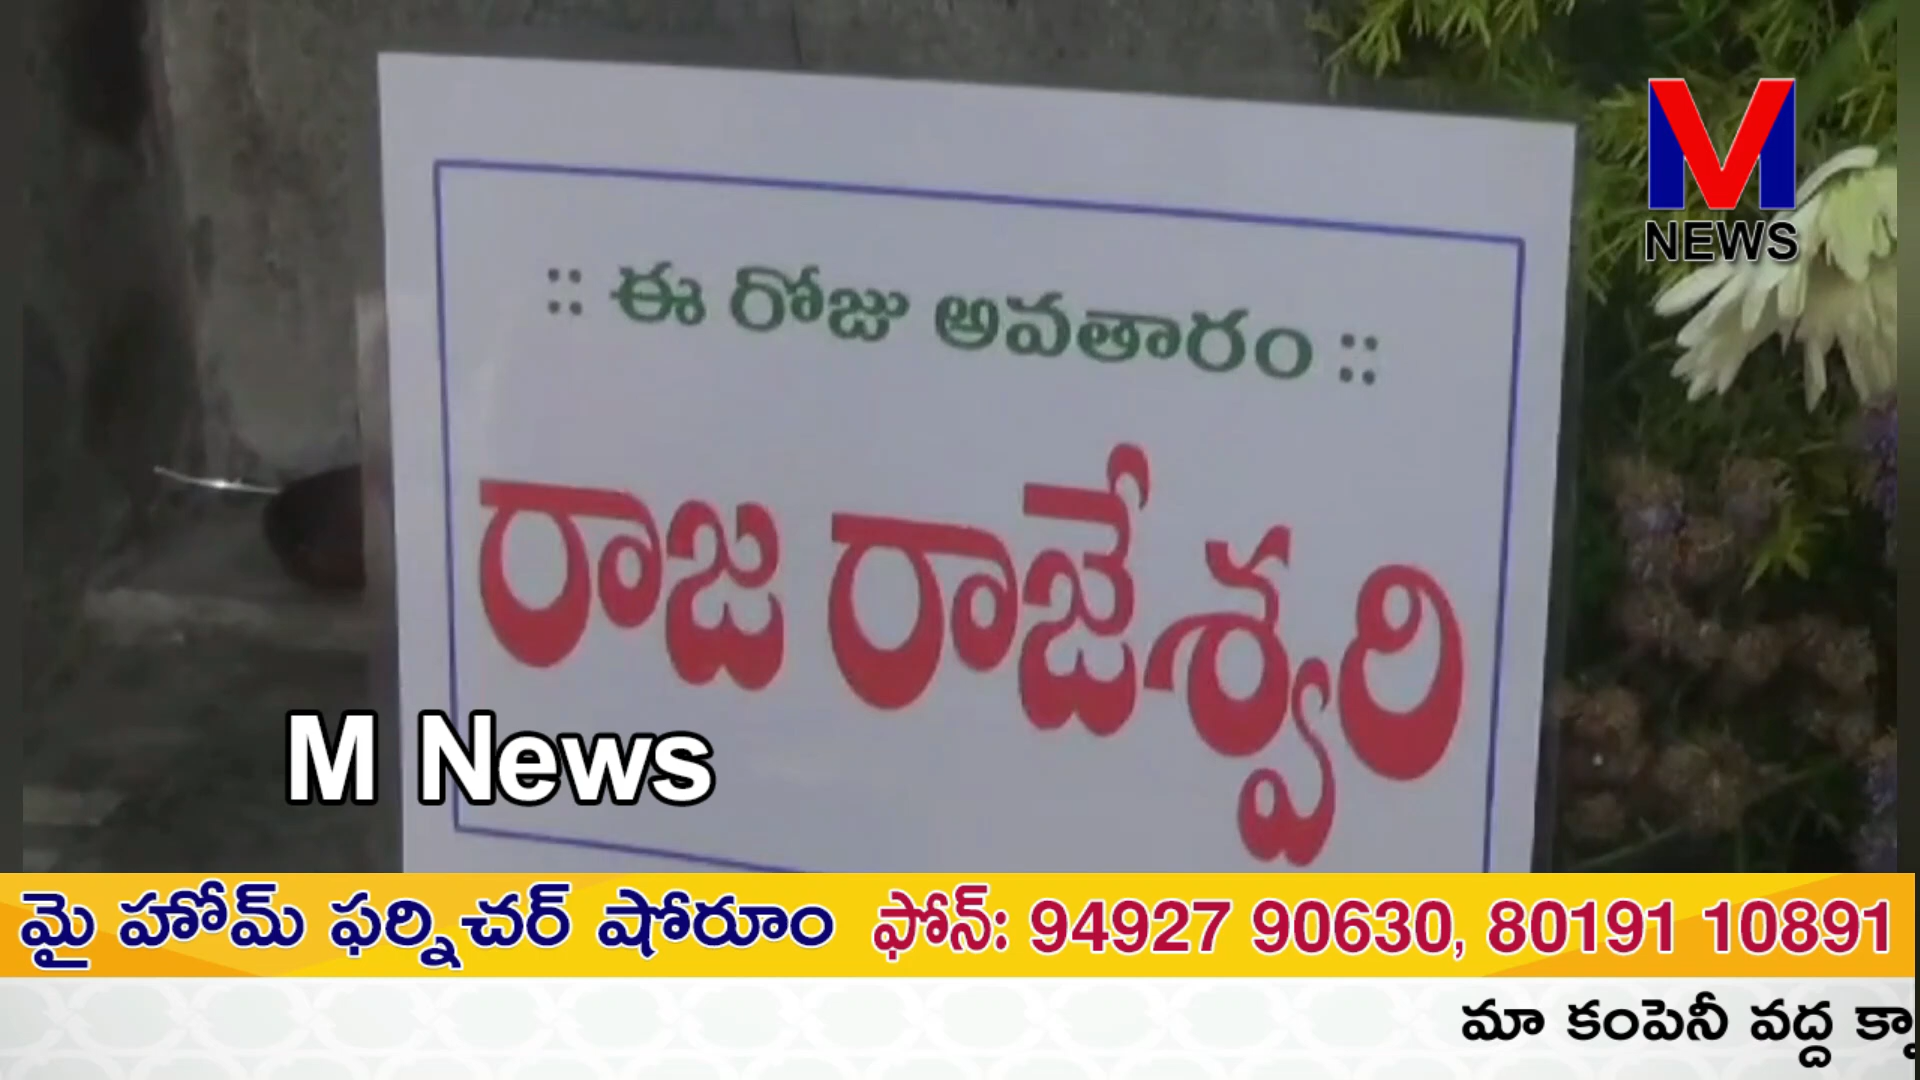 M
NEWS
:: ఈ రోజు అవతారం ::
రాజ రాజేశ్వరి
M News
మై హోమ్ ఫర్నిచర్ షోరూం ఫోన్: 94927 90630, 80191 10891
మా కంపెనీ వద్ద